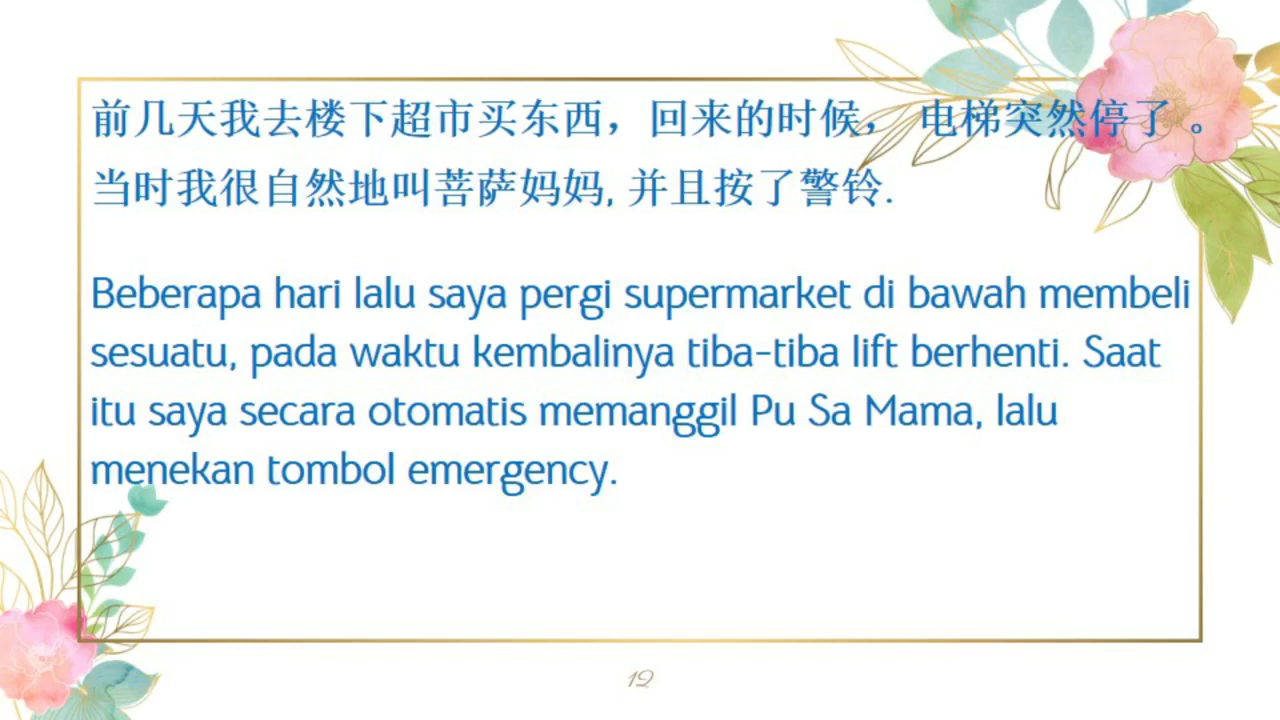 前几天我去楼下超市买东西，回来的时候， 电梯突然停了 。
当时我很自然地叫菩萨妈妈, 并且按了警铃.
Beberapa hari lalu saya pergi supermarket di bawah membeli
sesuatu, pada waktu kembalinya tiba-tiba lift berhenti. Saat
itu saya secara otomatis memanggil Pu Sa Mama, lalu
menekan tombol emergency.
12